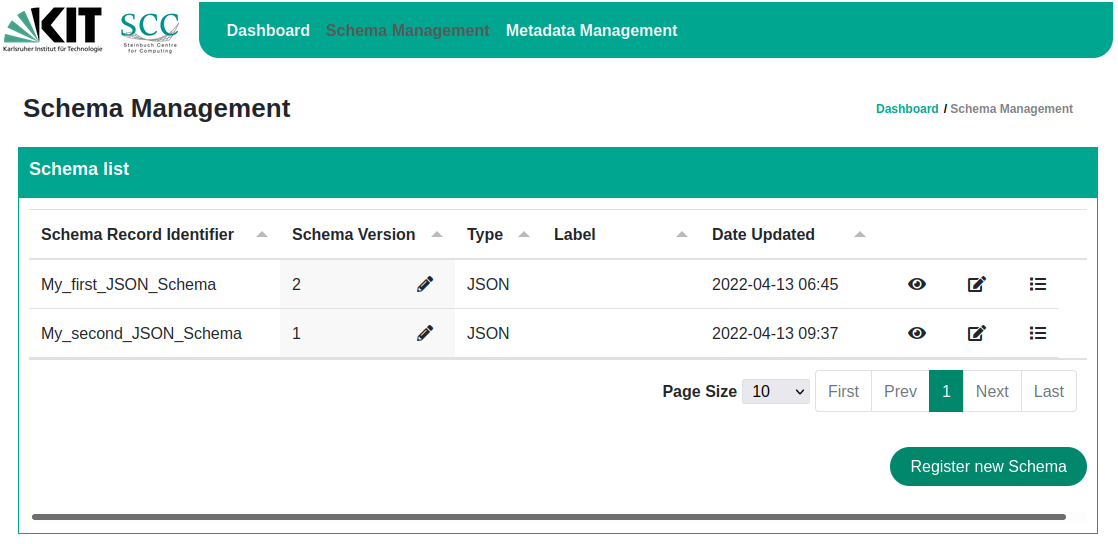 KIT
Karlsruher Institut für Technologie
SCC
Steinbuch Centre
for Computing
Dashboard Schema Management Metadata Management
Schema Management
Dashboard / Schema Management
Schema list
Schema Record Identifier Schema Version Type Label Date Updated
My_first_JSON_Schema 2 JSON 2022-04-13 06:45
My_second_JSON_Schema 1 JSON 2022-04-13 09:37
Page Size 10 First Prev 1 Next Last
Register new Schema